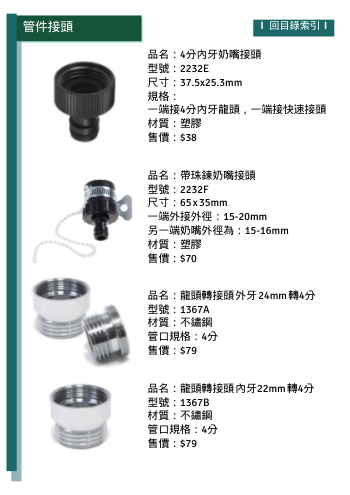 管件接頭
I 回目錄索引 I
品名：4分內牙奶嘴接頭
型號：2232E
尺寸：37.5x25.3mm
規格：
一端接4分內牙龍頭，一端接快速接頭
材質：塑膠
售價：$38
品名：帶珠鍊奶嘴接頭
型號：2232F
尺寸：65x35mm
一端外接外徑：15-20mm
另一端奶嘴外徑為：15-16mm
材質：塑膠
售價：$70
品名：龍頭轉接頭外牙24mm轉4分
型號：1367A
材質：不鏽鋼
管口規格：4分
售價：$79
品名：龍頭轉接頭內牙22mm轉4分
型號：1367B
材質：不鏽鋼
管口規格：4分
售價：$79